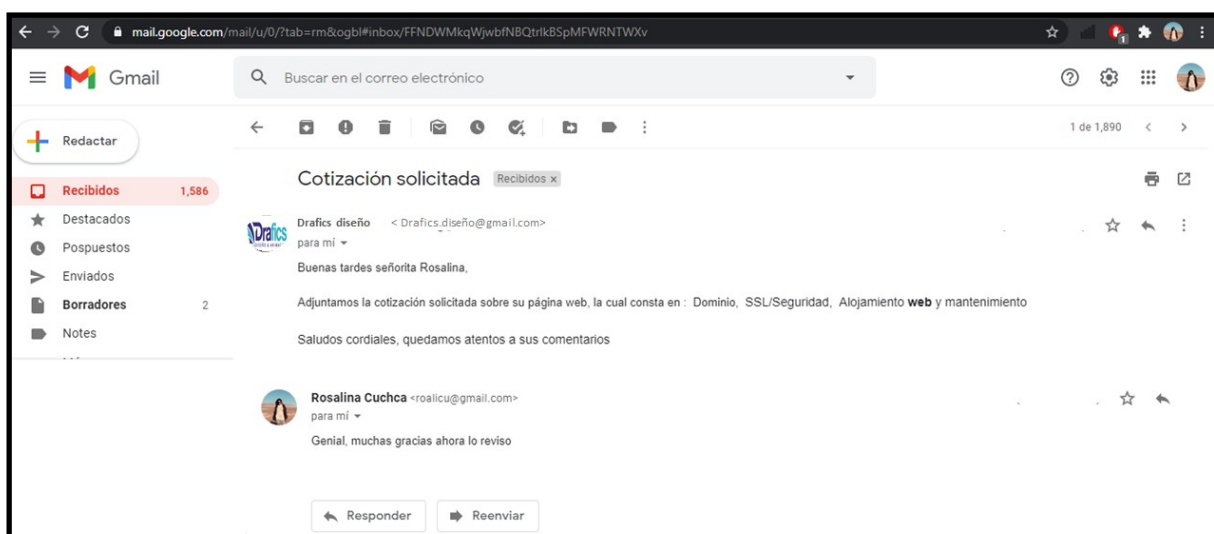 mail.google.com/mail/u/0/?tab=rm&ogbl#inbox/FFNDWMkqWjwbfNBQtrlkBSpMFWRNTWXv
1
Gmail
Buscar en el correo electrónico
Redactar
1 de 1,890
Cotización solicitada Recibidos x
Recibidos 1,586
Destacados
Pospuestos
Enviados
Borradores 2
Notes
Drafics
Drafics diseño < Drafics.diseño@gmail.com>
para mí
Buenas tardes señorita Rosalina,
Adjuntamos la cotización solicitada sobre su página web, la cual consta en : Dominio, SSL/Seguridad, Alojamiento web y mantenimiento
Saludos cordiales, quedamos atentos a sus comentarios
Rosalina Cuchca <roalicu@gmail.com>
para mí
Genial, muchas gracias ahora lo reviso
Responder
Reenviar